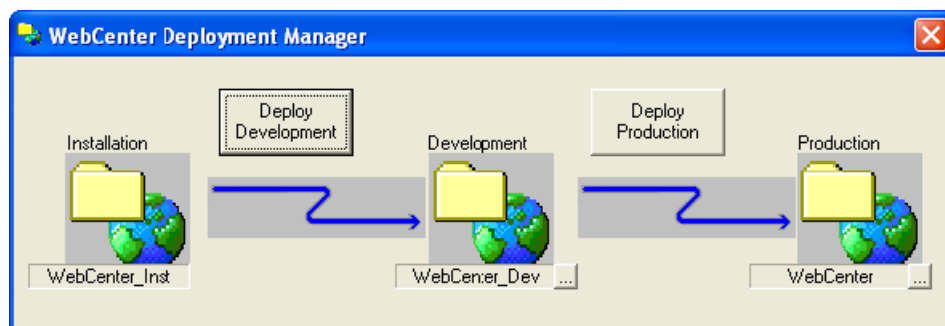 WebCenter Deployment Manager
Deploy
Development
Deploy
Production
Installation
Development
Production
WebCenter_Inst
WebCenter_Dev
...
WebCenter
...